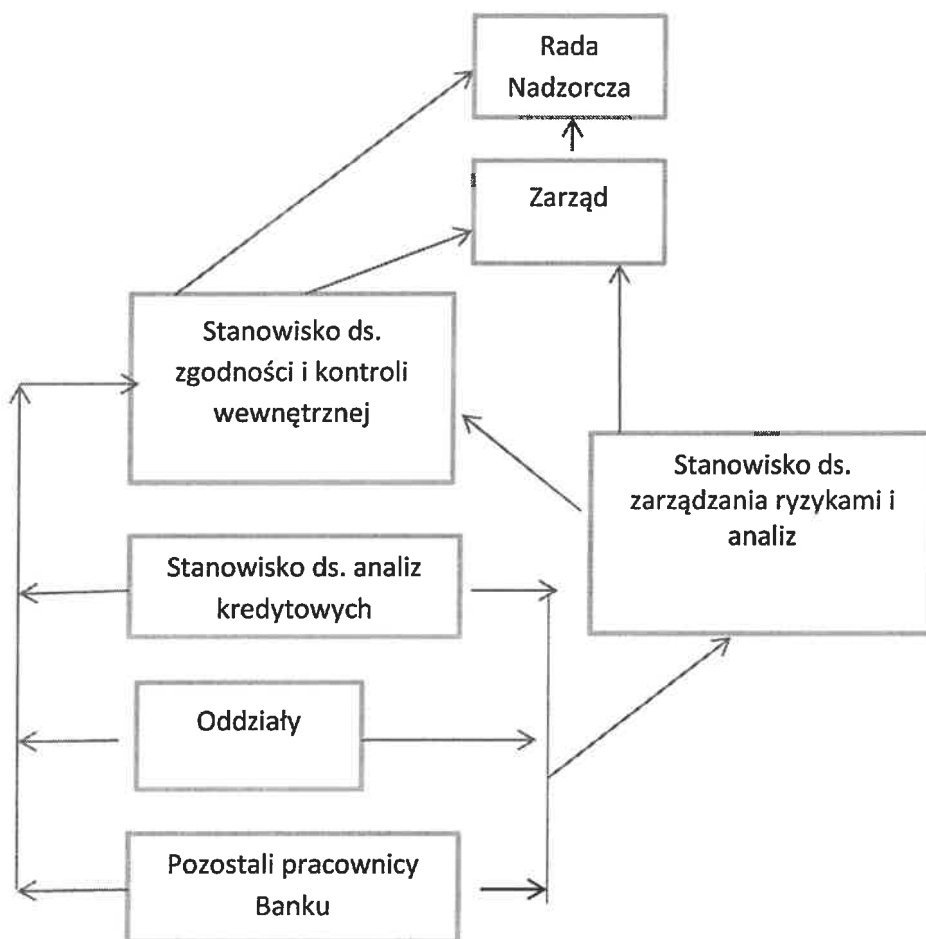 Rada
Nadzorcza
Zarząd
Stanowisko ds.
zgodności i kontroli
wewnętrznej
Stanowisko ds.
zarządzania ryzykami i
analiz
Stanowisko ds. analiz
kredytowych
Oddziały
Pozostali pracownicy
Banku